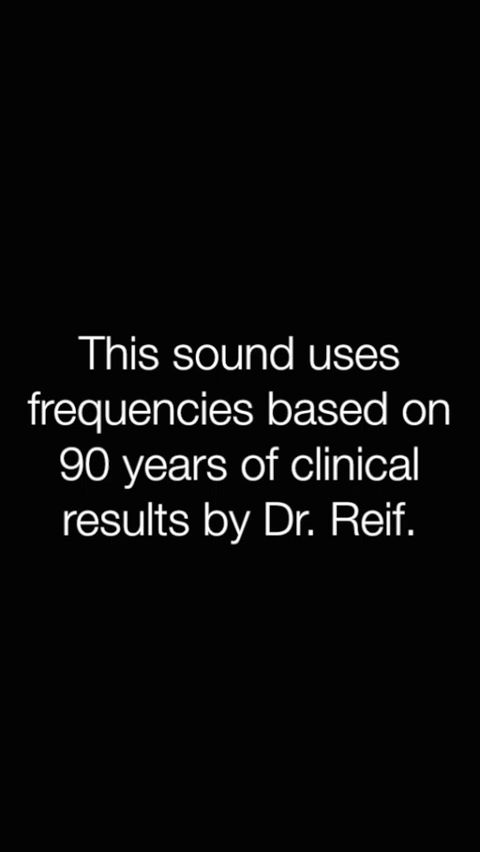 This sound uses
frequencies based on
90 years of clinical
results by Dr. Reif.